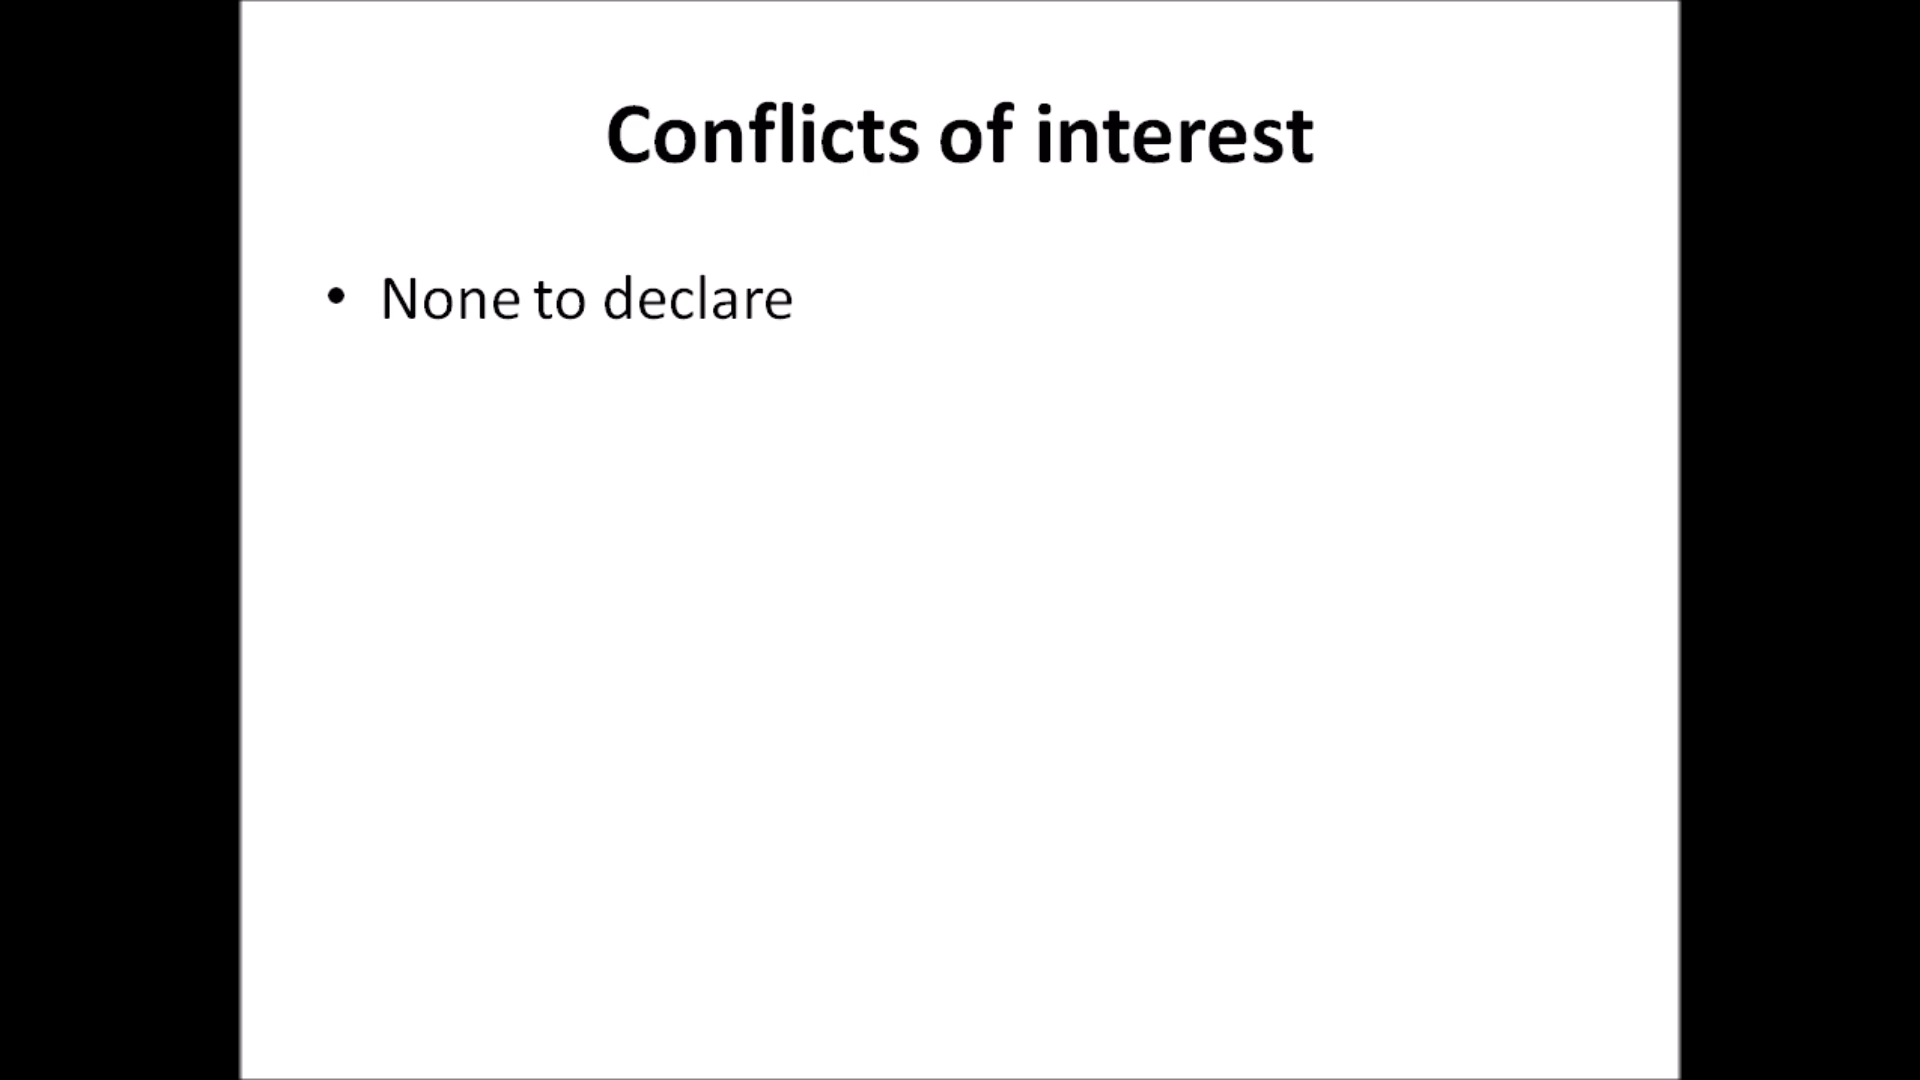 Conflicts of interest
• None to declare